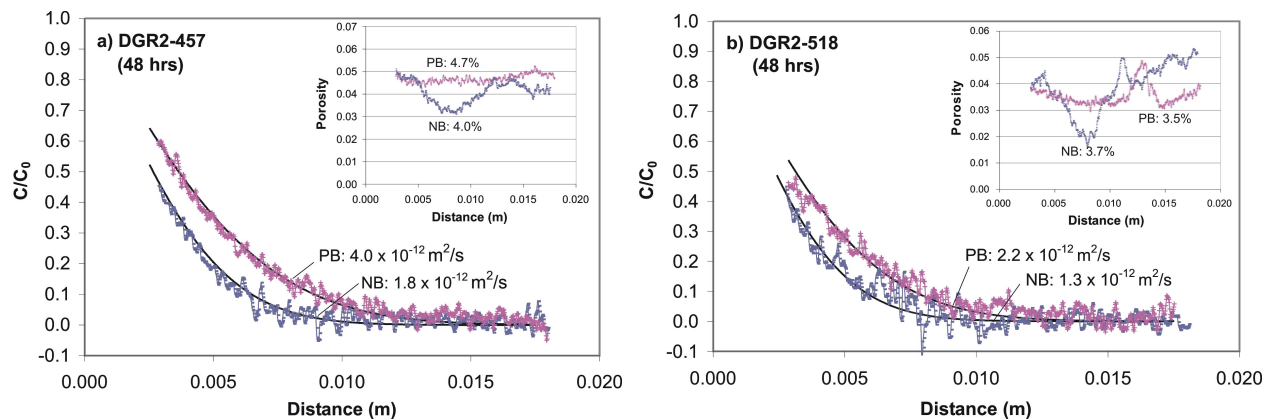 a) DGR2-457
(48 hrs)
C/C0
1.0
0.9
0.8
0.7
0.6
0.5
0.4
0.3
0.2
0.1
0.0
-0.1
0.000
0.005
0.010
0.015
0.020
Distance (m)
PB: 4.0 x 10-12 m2/s
NB: 1.8 x 10-12 m2/s
Porosity
0.07
0.06
0.05
0.04
0.03
0.02
0.01
0.00
PB: 4.7%
NB: 4.0%
0.000
0.005
0.010
0.015
0.020
Distance (m)
b) DGR2-518
(48 hrs)
C/C0
1.0
0.9
0.8
0.7
0.6
0.5
0.4
0.3
0.2
0.1
0.0
-0.1
0.000
0.005
0.010
0.015
0.020
Distance (m)
PB: 2.2 x 10-12 m2/s
NB: 1.3 x 10-12 m2/s
Porosity
0.06
0.05
0.04
0.03
0.02
0.01
0.00
PB: 3.5%
NB: 3.7%
0.000
0.005
0.010
0.015
0.020
Distance (m)